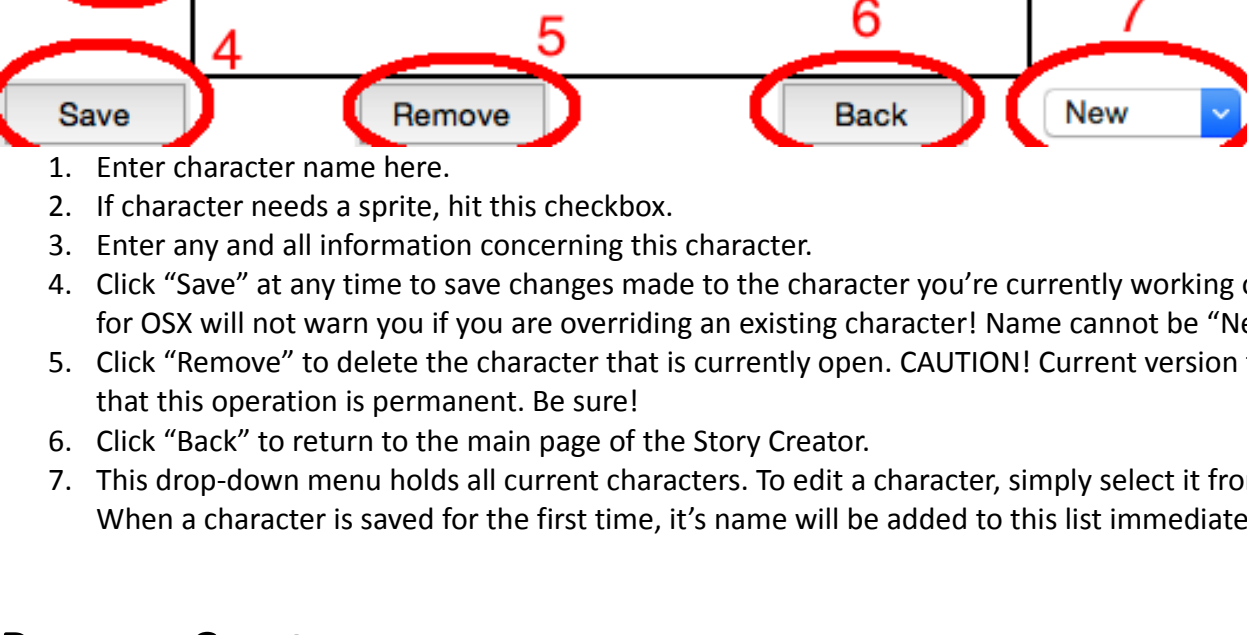 4 5 6 7
Save Remove Back New
1. Enter character name here.
2. If character needs a sprite, hit this checkbox.
3. Enter any and all information concerning this character.
4. Click “Save” at any time to save changes made to the character you’re currently working
for OSX will not warn you if you are overriding an existing character! Name cannot be
5. Click “Remove” to delete the character that is currently open. CAUTION! Current version
that this operation is permanent. Be sure!
6. Click “Back” to return to the main page of the Story Creator.
7. This drop-down menu holds all current characters. To edit a character, simply select it
When a character is saved for the first time, it’s name will be added to this list